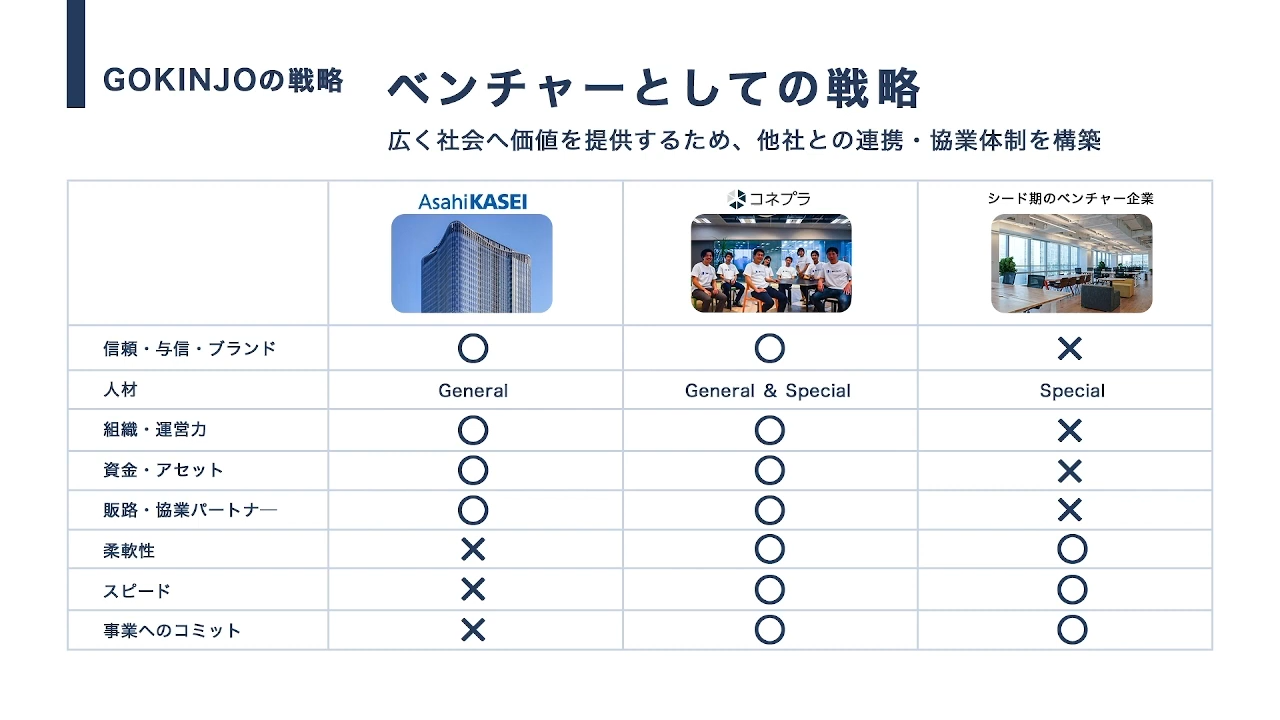 GOKINJOの戦略
ベンチャーとしての戦略
広く社会へ価値を提供するため、他社との連携・協業体制を構築
AsahiKASEI コネプラ シード期のベンチャー企業
信頼・与信・ブランド ○ ○ ×
人材 General General & Special Special
組織・運営力 ○ ○ ×
資金・アセット ○ ○ ×
販路・協業パートナー ○ ○ ×
柔軟性 × ○ ○
スピード × ○ ○
事業へのコミット × ○ ○